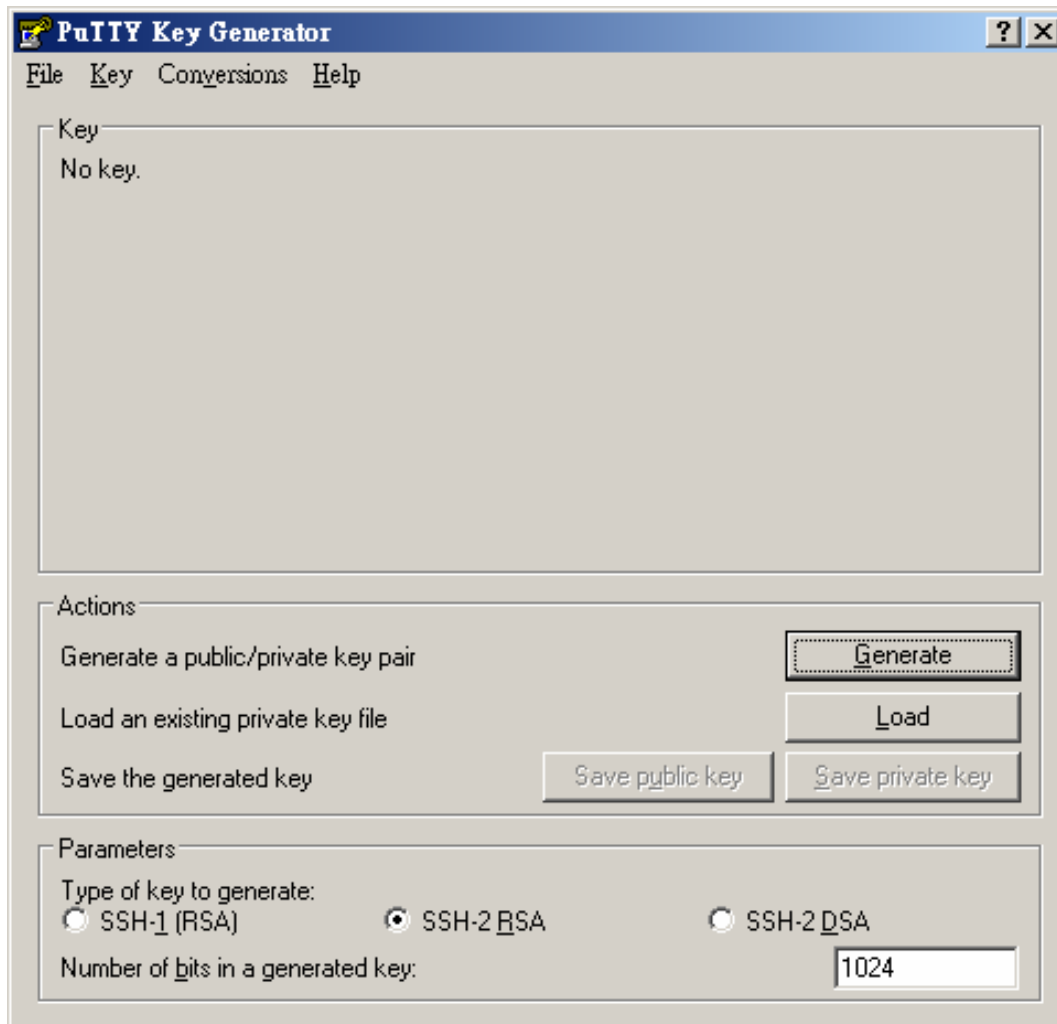 PuTTY Key Generator
File Key Conversions Help
Key
No key.
Actions
Generate a public/private key pair Generate
Load an existing private key file Load
Save the generated key Save public key Save private key
Parameters
Type of key to generate:
SSH-1 (RSA) SSH-2 RSA SSH-2 DSA
Number of bits in a generated key: 1024